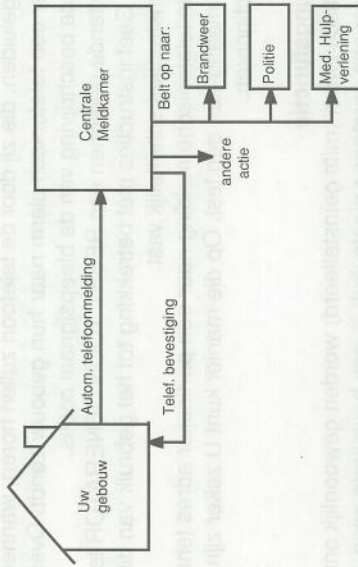 Uw
gebouw
Autom. telefoonmelding
Telef. bevestiging
Centrale
Meldkamer
andere
actie
Belt op naar:
Brandweer
Politie
Med. Hulp-
verlening